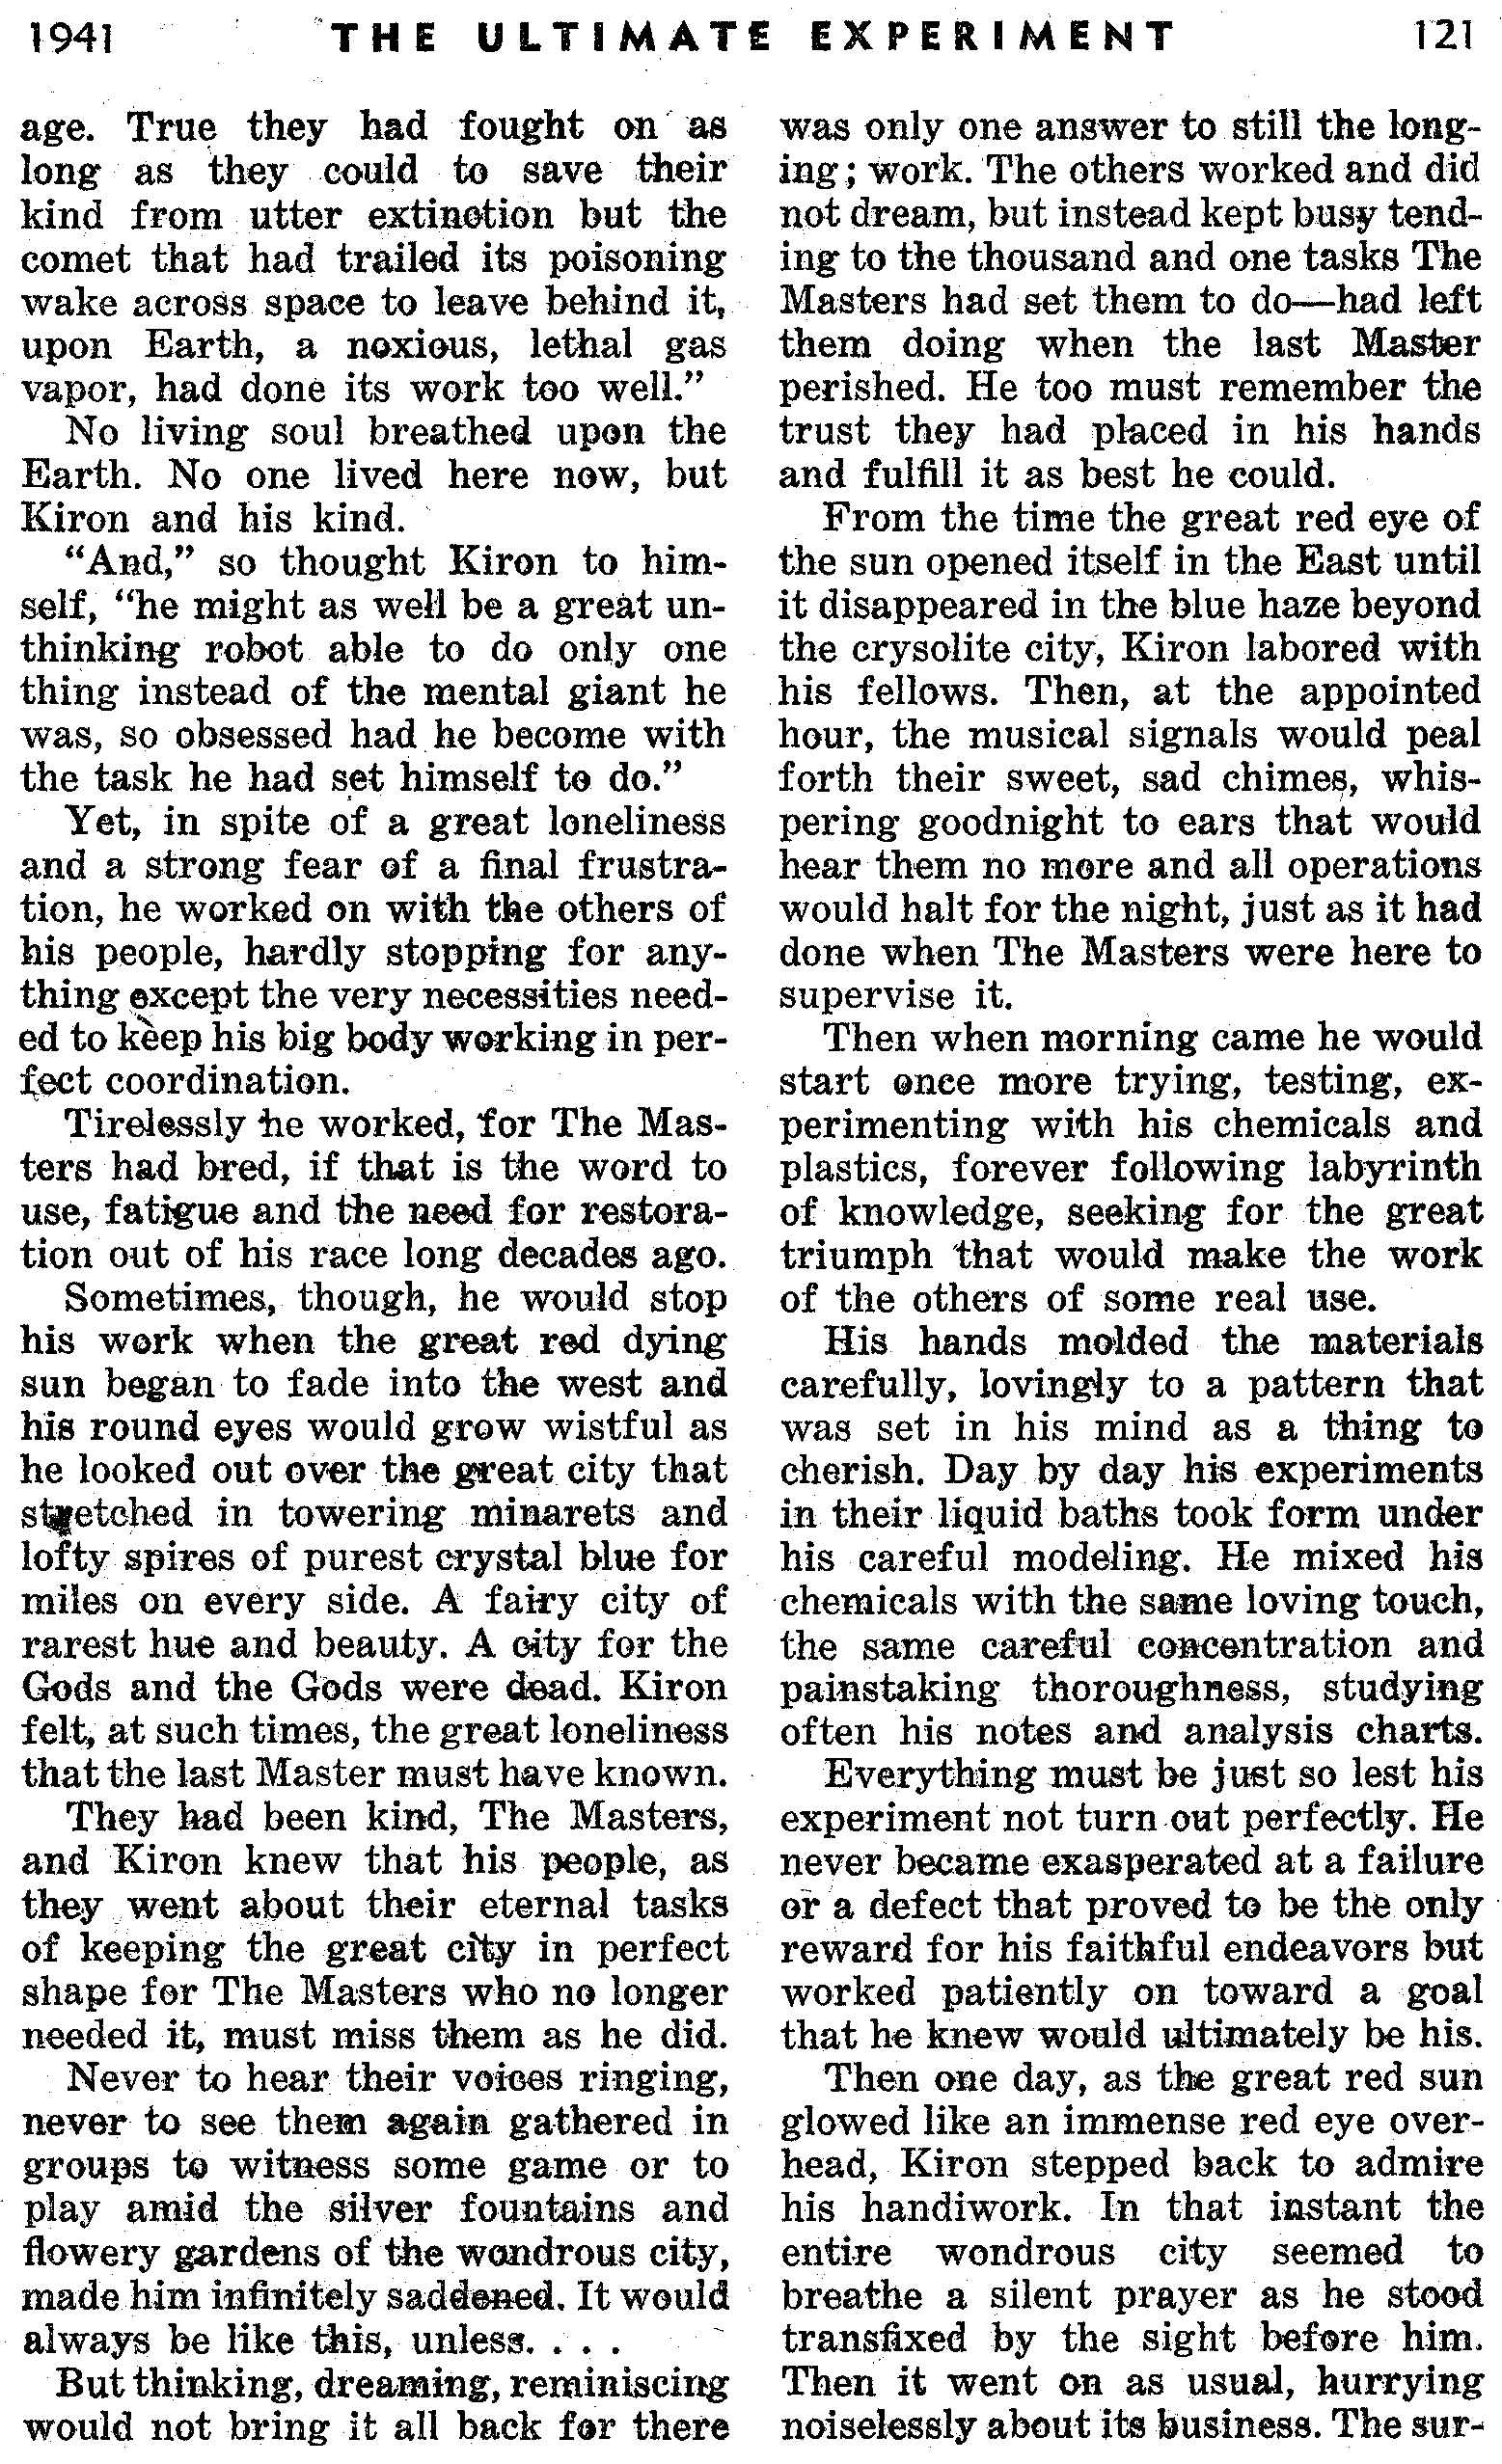 1941 THE ULTIMATE EXPERIMENT 121
age. True they had fought on as
long as they could to save their
kind from utter extinction but the
comet that had trailed its poisoning
wake across space to leave behind it,
upon Earth, a noxious, lethal gas
vapor, had done its work too well."
No living soul breathed upon the
Earth. No one lived here now, but
Kiron and his kind.
"And," so thought Kiron to him-
self, "he might as well be a great un-
thinking robot able to do only one
thing instead of the mental giant he
was, so obsessed had he become with
the task he had set himself to do."
Yet, in spite of a great loneliness
and a strong fear of a final frustra-
tion, he worked on with the others of
his people, hardly stopping for any-
thing except the very necessities need-
ed to keep his big body working in per-
fect coordination.
Tirelessly he worked, for The Mas-
ters had bred, if that is the word to
use, fatigue and the need for restora-
tion out of his race long decades ago.
Sometimes, though, he would stop
his work when the great red dying
sun began to fade into the west and
his round eyes would grow wistful as
he looked out over the great city that
stretched in towering minarets and
lofty spires of purest crystal blue for
miles on every side. A fairy city of
rarest hue and beauty. A city for the
Gods and the Gods were dead. Kiron
felt, at such times, the great loneliness
that the last Master must have known.
They had been kind, The Masters,
and Kiron knew that his people, as
they went about their eternal tasks
of keeping the great city in perfect
shape for The Masters who no longer
needed it, must miss them as he did.
Never to hear their voices ringing,
never to see them again gathered in
groups to witness some game or to
play amid the silver fountains and
flowery gardens of the wondrous city,
made him infinitely saddened. It would
always be like this, unless. . . .
But thinking, dreaming, reminiscing
would not bring it all back for there
was only one answer to still the long-
ing; work. The others worked and did
not dream, but instead kept busy tend-
ing to the thousand and one tasks The
Masters had set them to do—had left
them doing when the last Master
perished. He too must remember the
trust they had placed in his hands
and fulfill it as best he could.
From the time the great red eye of
the sun opened itself in the East until
it disappeared in the blue haze beyond
the crysolite city, Kiron labored with
his fellows. Then, at the appointed
hour, the musical signals would peal
forth their sweet, sad chimes, whis-
pering goodnight to ears that would
hear them no more and all operations
would halt for the night, just as it had
done when The Masters were here to
supervise it.
Then when morning came he would
start once more trying, testing, ex-
perimenting with his chemicals and
plastics, forever following labyrinth
of knowledge, seeking for the great
triumph that would make the work
of the others of some real use.
His hands molded the materials
carefully, lovingly to a pattern that
was set in his mind as a thing to
cherish. Day by day his experiments
in their liquid baths took form under
his careful modeling. He mixed his
chemicals with the same loving touch,
the same careful concentration and
painstaking thoroughness, studying
often his notes and analysis charts.
Everything must be just so lest his
experiment not turn out perfectly. He
never became exasperated at a failure
or a defect that proved to be the only
reward for his faithful endeavors but
worked patiently on toward a goal
that he knew would ultimately be his.
Then one day, as the great red sun
glowed like an immense red eye over-
head, Kiron stepped back to admire
his handiwork. In that instant the
entire wondrous city seemed to
breathe a silent prayer as he stood
transfixed by the sight before him.
Then it went on as usual, hurrying
noiselessly about its business. The sur-